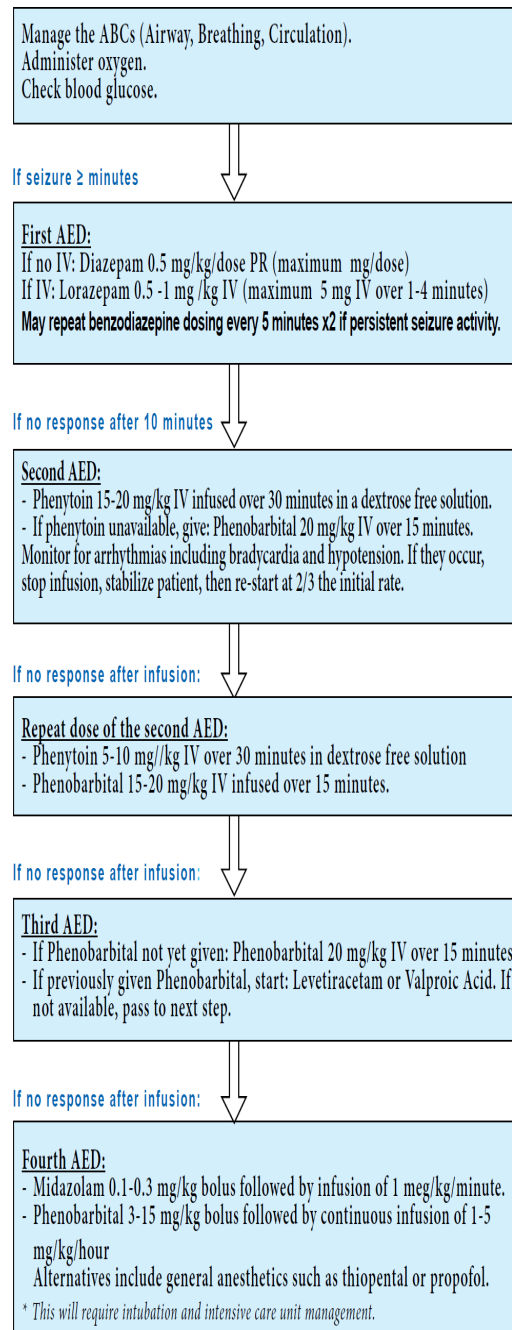 Manage the ABCs (Airway, Breathing, Circulation).
Administer oxygen.
Check blood glucose.
If seizure ≥ minutes
First AED:
If no IV: Diazepam 0.5 mg/kg/dose PR (maximum mg/dose)
If IV: Lorazepam 0.5 -1 mg /kg IV (maximum 5 mg IV over 1-4 minutes)
May repeat benzodiazepine dosing every 5 minutes x2 if persistent seizure activity.
If no response after 10 minutes
Second AED:
- Phenytoin 15-20 mg/kg IV infused over 30 minutes in a dextrose free solution.
- If phenytoin unavailable, give: Phenobarbital 20 mg/kg IV over 15 minutes.
Monitor for arrhythmias including bradycardia and hypotension. If they occur,
stop infusion, stabilize patient, then re-start at 2/3 the initial rate.
If no response after infusion:
Repeat dose of the second AED:
- Phenytoin 5-10 mg//kg IV over 30 minutes in dextrose free solution
- Phenobarbital 15-20 mg/kg IV infused over 15 minutes.
If no response after infusion:
Third AED:
- If Phenobarbital not yet given: Phenobarbital 20 mg/kg IV over 15 minutes
- If previously given Phenobarbital, start: Levetiracetam or Valproic Acid. If
not available, pass to next step.
If no response after infusion:
Fourth AED:
- Midazolam 0.1-0.3 mg/kg bolus followed by infusion of 1 meg/kg/minute.
- Phenobarbital 3-15 mg/kg bolus followed by continuous infusion of 1-5
mg/kg/hour
Alternatives include general anesthetics such as thiopental or propofol.
* This will require intubation and intensive care unit management.